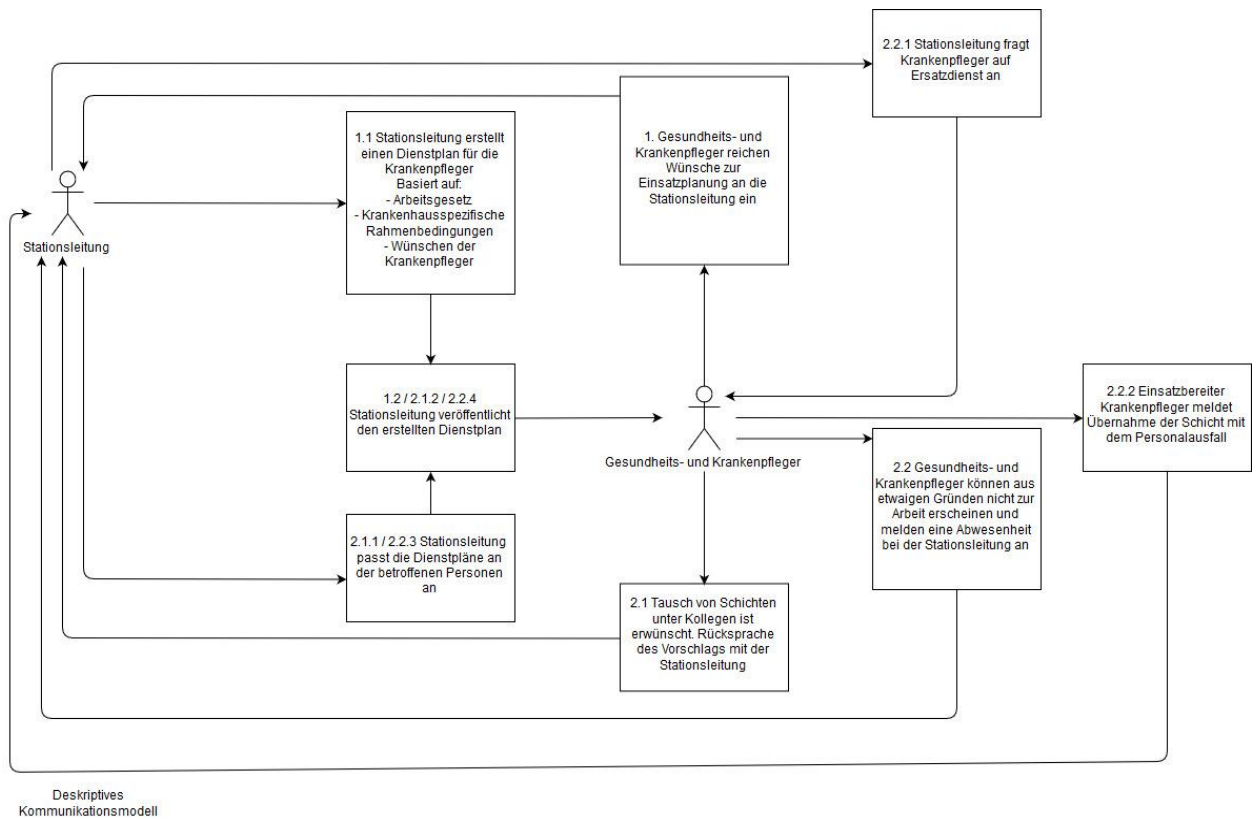 2.2.1 Stationsleitung fragt
Krankenpfleger auf
Ersatzdienst an
1.1 Stationsleitung erstellt
einen Dienstplan für die
Krankenpfleger
Basiert auf:
- Arbeitsgesetz
- Krankenhausspezifische
Rahmenbedingungen
- Wünschen der
Krankenpfleger
1. Gesundheits- und
Krankenpfleger reichen
Wünsche zur
Einsatzplanung an die
Stationsleitung ein
Stationsleitung
1.2 / 2.1.2 / 2.2.4
Stationsleitung veröffentlicht
den erstellten Dienstplan
Gesundheits- und Krankenpfleger
2.2.2 Einsatzbereiter
Krankenpfleger meldet
Übernahme der Schicht mit
dem Personalausfall
2.2 Gesundheits- und
Krankenpfleger können aus
etwaigen Gründen nicht zur
Arbeit erscheinen und
melden eine Abwesenheit
bei der Stationsleitung an
2.1.1 / 2.2.3 Stationsleitung
passt die Dienstpläne an
der betroffenen Personen
an
2.1 Tausch von Schichten
unter Kollegen ist
erwünscht. Rücksprache
des Vorschlags mit der
Stationsleitung
Deskriptives
Kommunikationsmodell